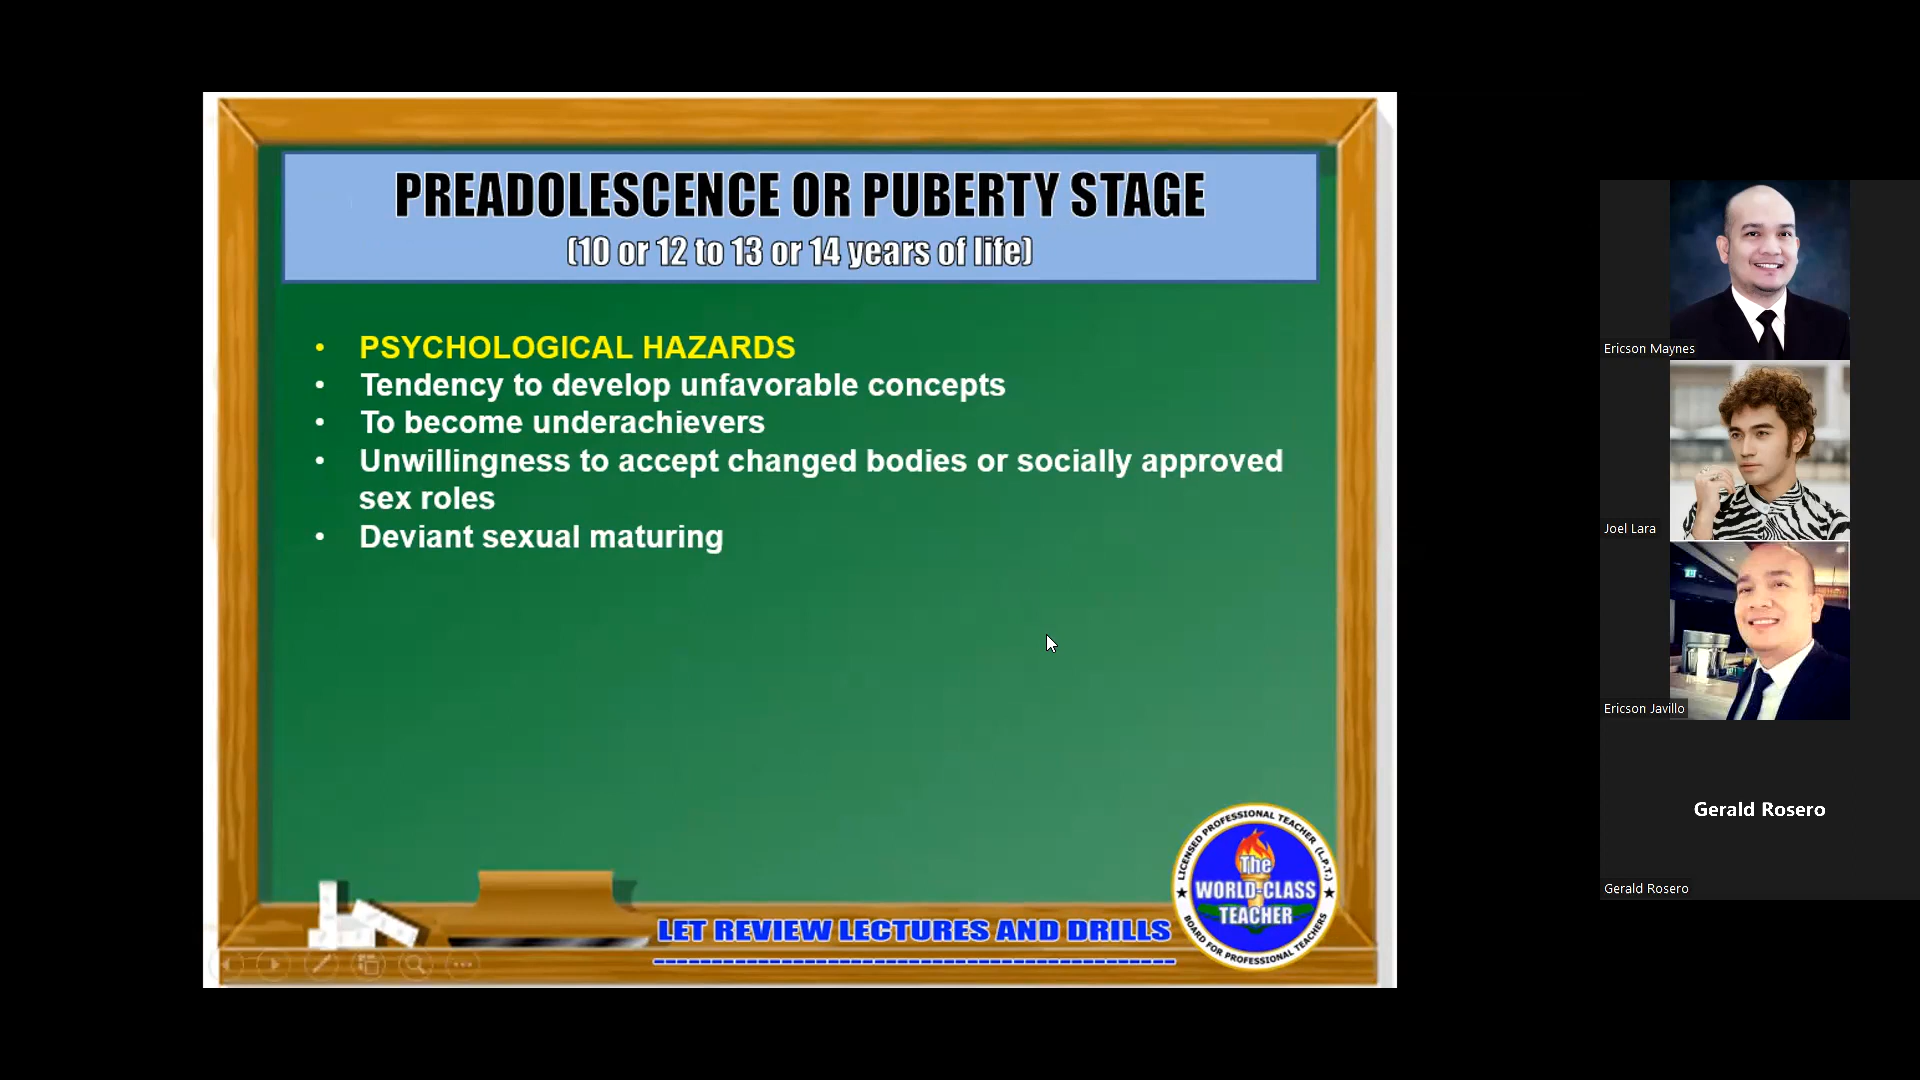 PREADOLESCENCE OR PUBERTY STAGE
(10 or 12 to 13 or 14 years of life)
• PSYCHOLOGICAL HAZARDS
• Tendency to develop unfavorable concepts
• To become underachievers
• Unwillingness to accept changed bodies or socially approved
sex roles
• Deviant sexual maturing
LET REVIEW LECTURES AND DRILLS
LICENSED PROFESSIONAL TEACHER (L.P.T.)
The
WORLD-CLASS
TEACHER
BOARD FOR PROFESSIONAL TEACHERS
Ericson Maynes
Joel Lara
Ericson Javillo
Gerald Rosero
Gerald Rosero